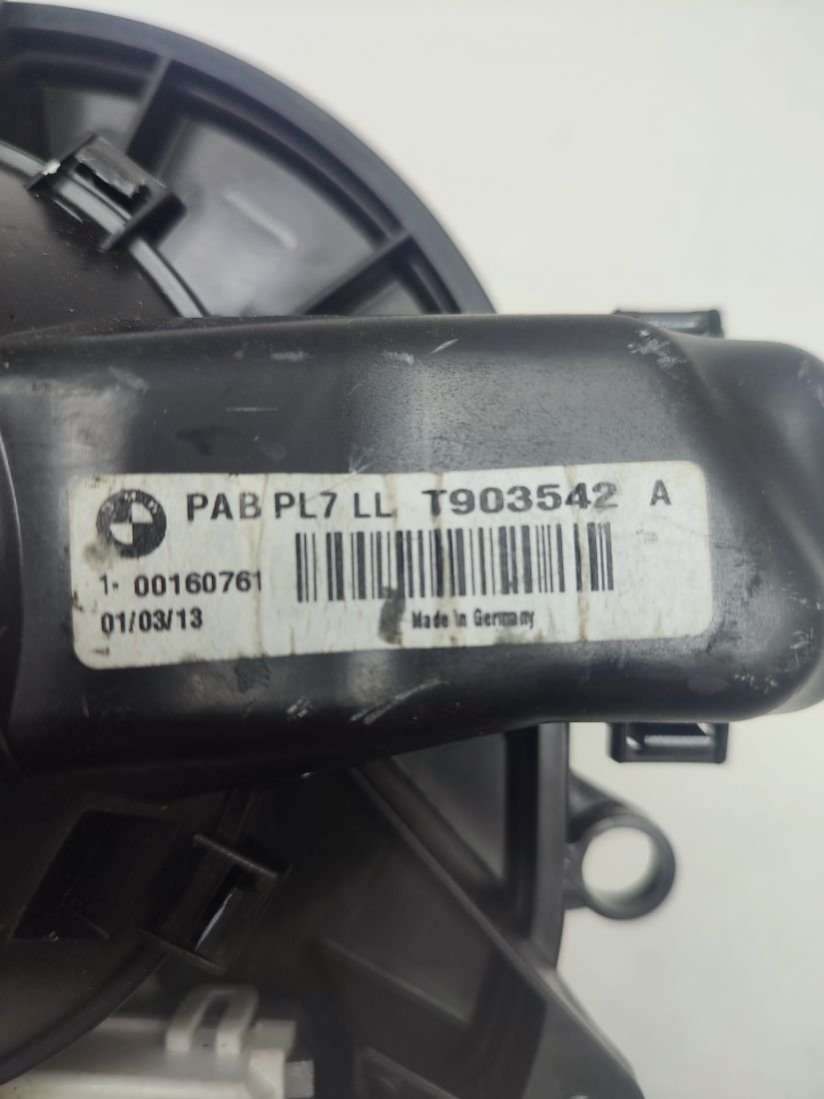 PAB PL7 LL T903542 A
1- 00160761
01/03/13
Made in Germany